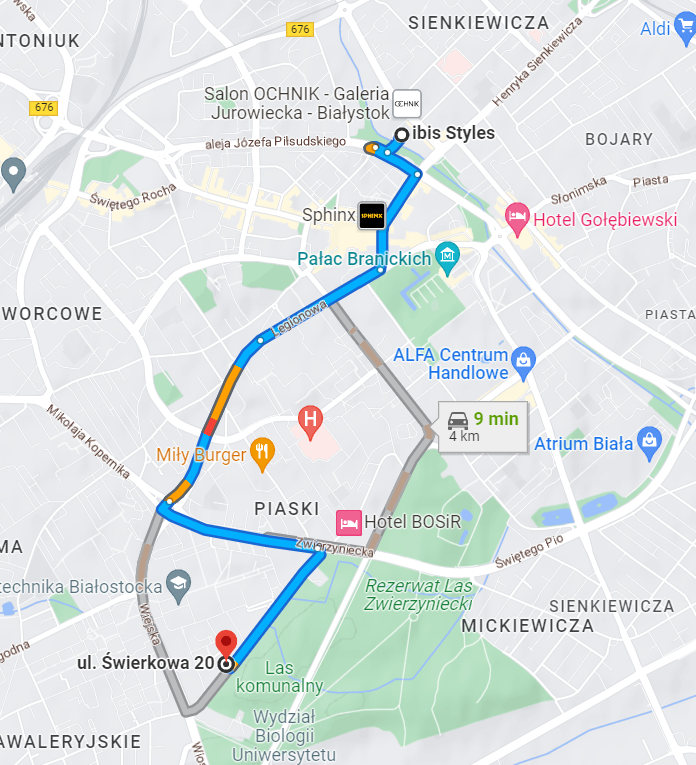 SIENKIEWICZA
Aldi
676
NTONIUK
Henryka Sienkiewicza
Salon OCHNIK - Galeria
Jurowiecka - Białystok
OCHNIK
676
ibis Styles
aleja Józefa Piłsudskiego
BOJARY
Świętego Rocha
Słonimska
Piasta
Sphinx
SPHINX
Hotel Gołębiewski
Pałac Branickich
WORCOWE
Legionowa
PIASTA
ALFA Centrum
Handlowe
Mikołaja Kopernika
H
9 min
4 km
Miły Burger
Atrium Biała
PIASKI
Hotel BOSiR
Zwierzyniecka
Świętego Pio
MA
technika Białostocka
Rezerwat Las
Zwierzyniecki
SIENKIEWICZA
MICKIEWICZA
Wiejska
godna
ul. Świerkowa 20
Las
komunalny
Wydział
Biologii
Uniwersytetu
AWALERYJSKIE